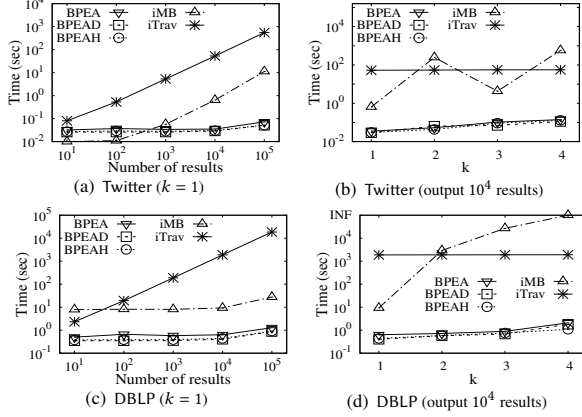 10^4
10^3
10^2
10^1
10^0
10^-1
10^-2
Time (sec)
BPEA
BPEAD
BPEAH
iMB
iTrav
10^1 10^2 10^3 10^4 10^5
Number of results
(a) Twitter (k = 1)
10^4
10^2
10^0
10^-2
Time (sec)
BPEA
BPEAD
BPEAH
iMB
iTrav
1 2 3 4
k
(b) Twitter (output 10^4 results)
10^5
10^4
10^3
10^2
10^1
10^0
10^-1
Time (sec)
BPEA
BPEAD
BPEAH
iMB
iTrav
10^1 10^2 10^3 10^4 10^5
Number of results
(c) DBLP (k = 1)
INF
10^4
10^3
10^2
10^1
10^0
10^-1
Time (sec)
BPEA
BPEAD
BPEAH
iMB
iTrav
1 2 3 4
k
(d) DBLP (output 10^4 results)